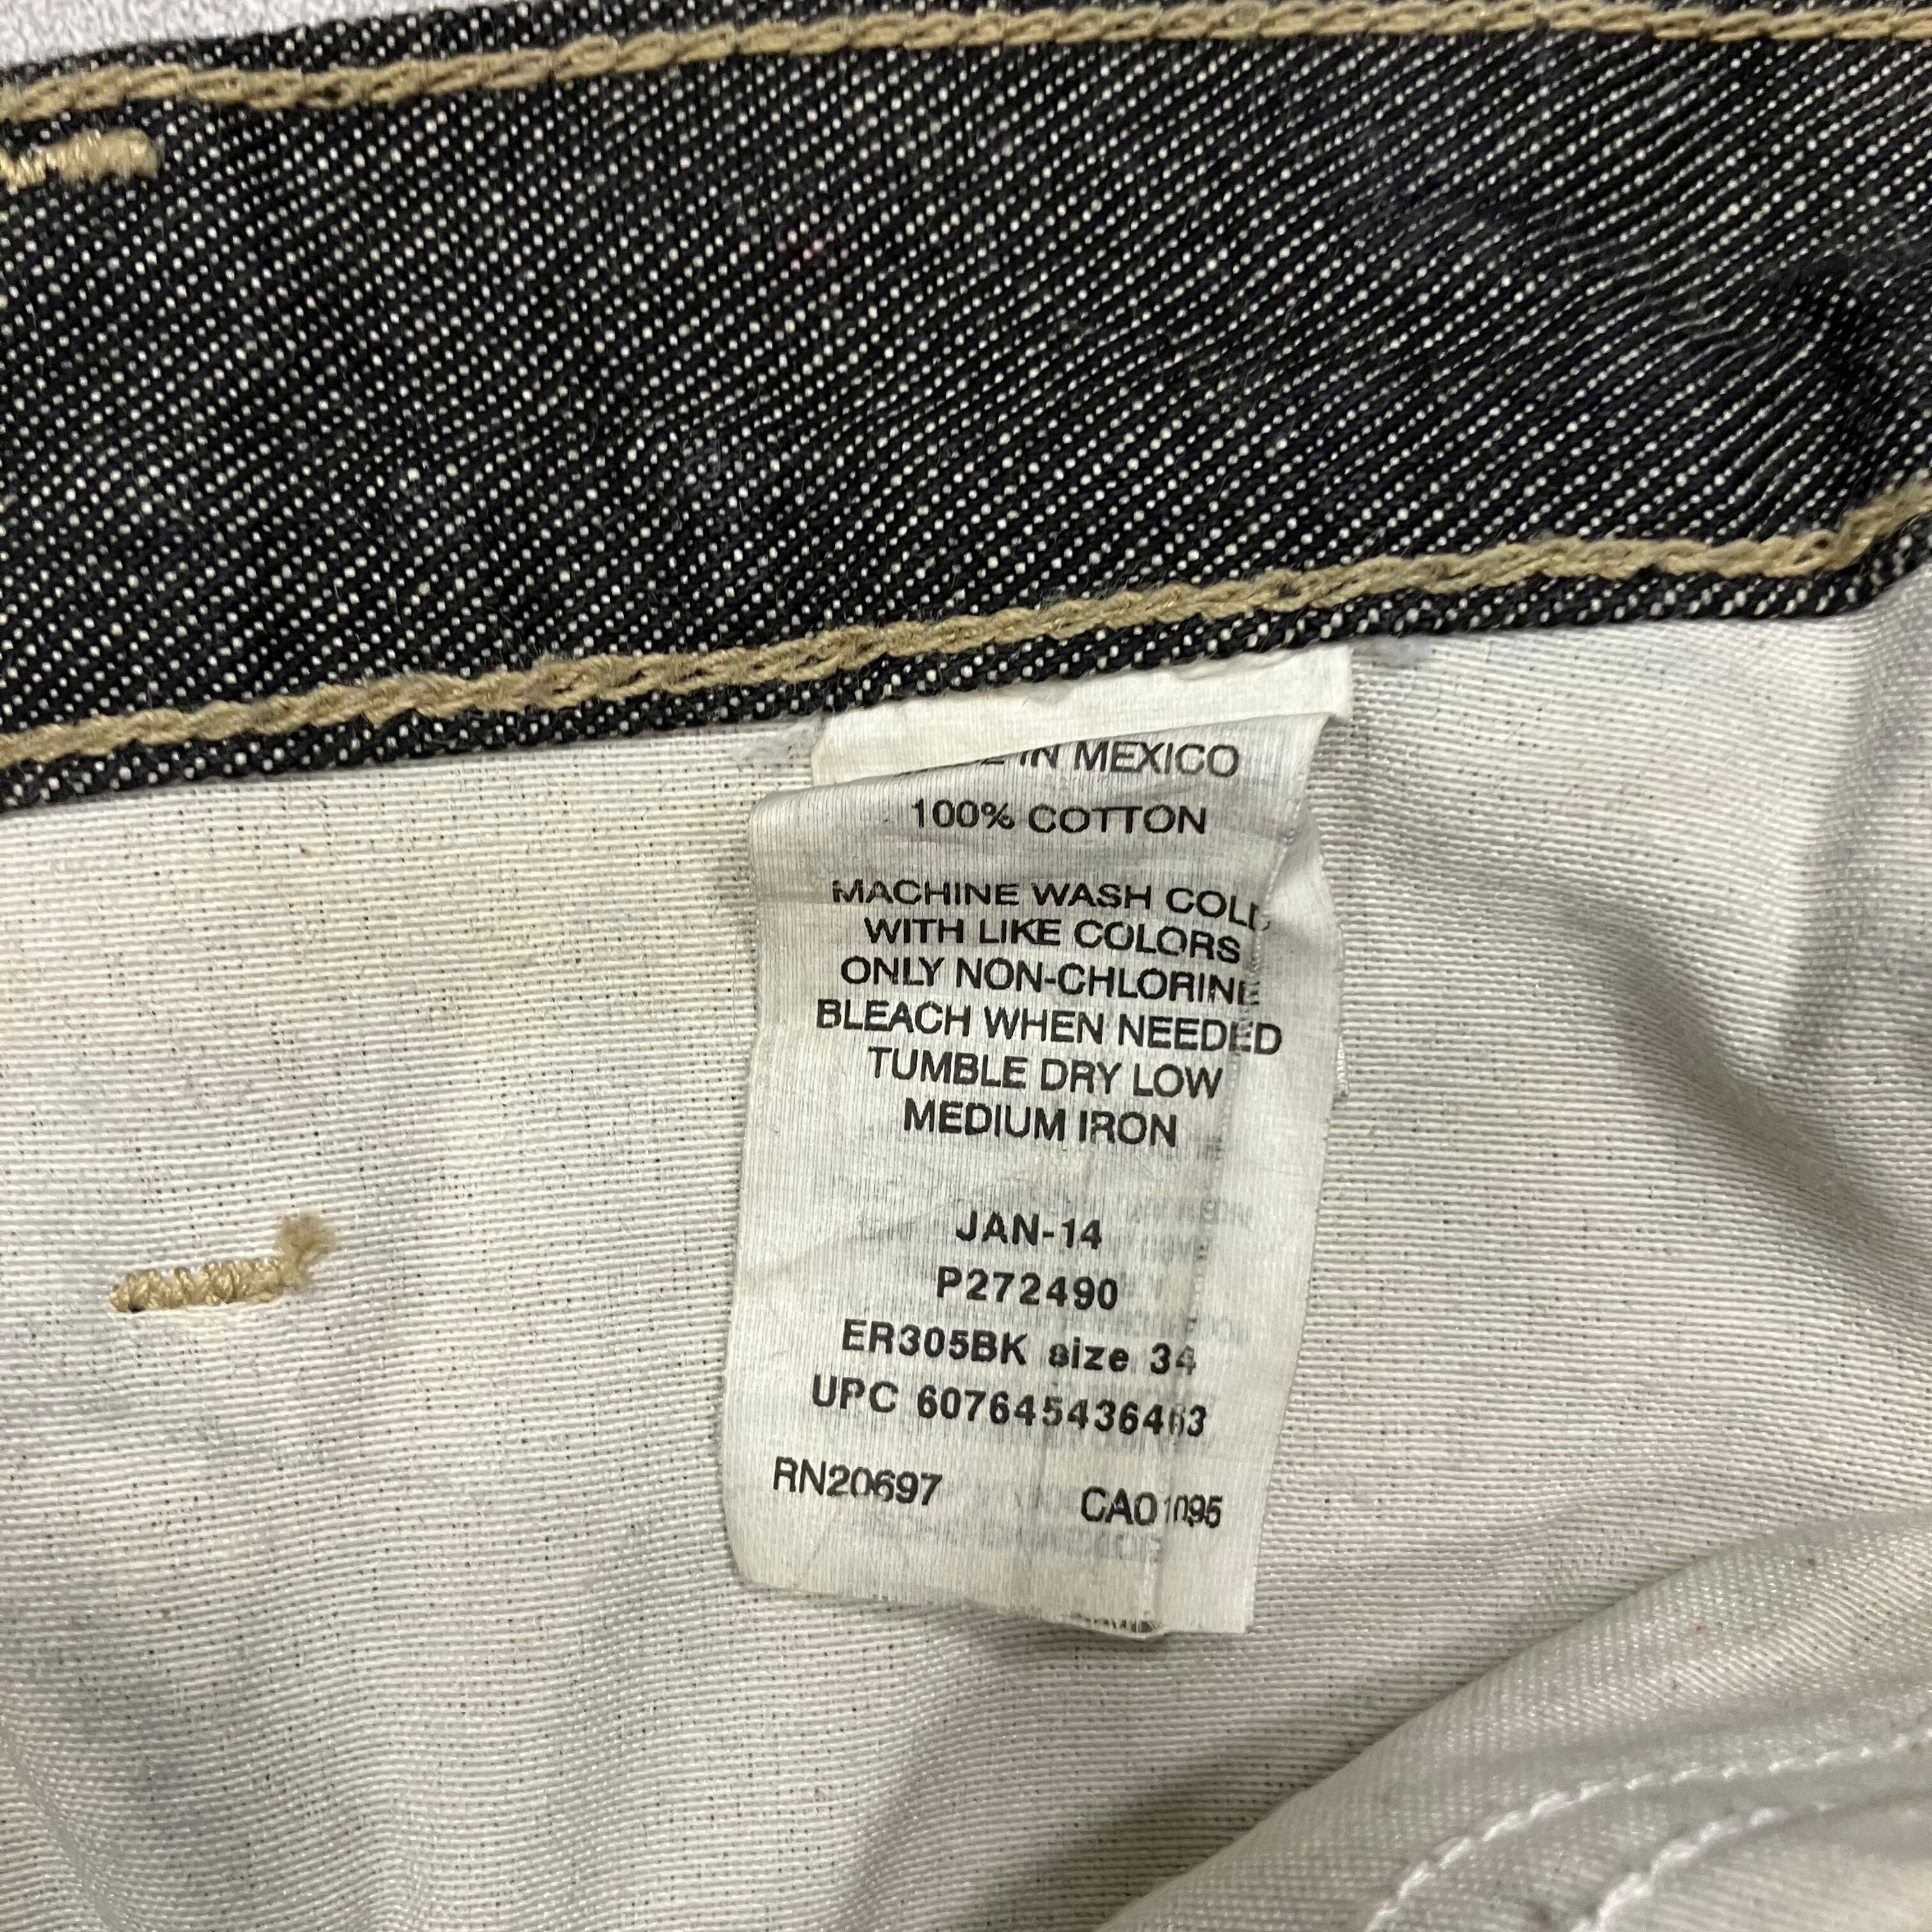 IN MEXICO
100% COTTON
MACHINE WASH COLD
WITH LIKE COLORS
ONLY NON-CHLORINE
BLEACH WHEN NEEDED
TUMBLE DRY LOW
MEDIUM IRON
JAN-14
P272490
ER305BK size 34
UPC 607645436463
RN20697 CA01095